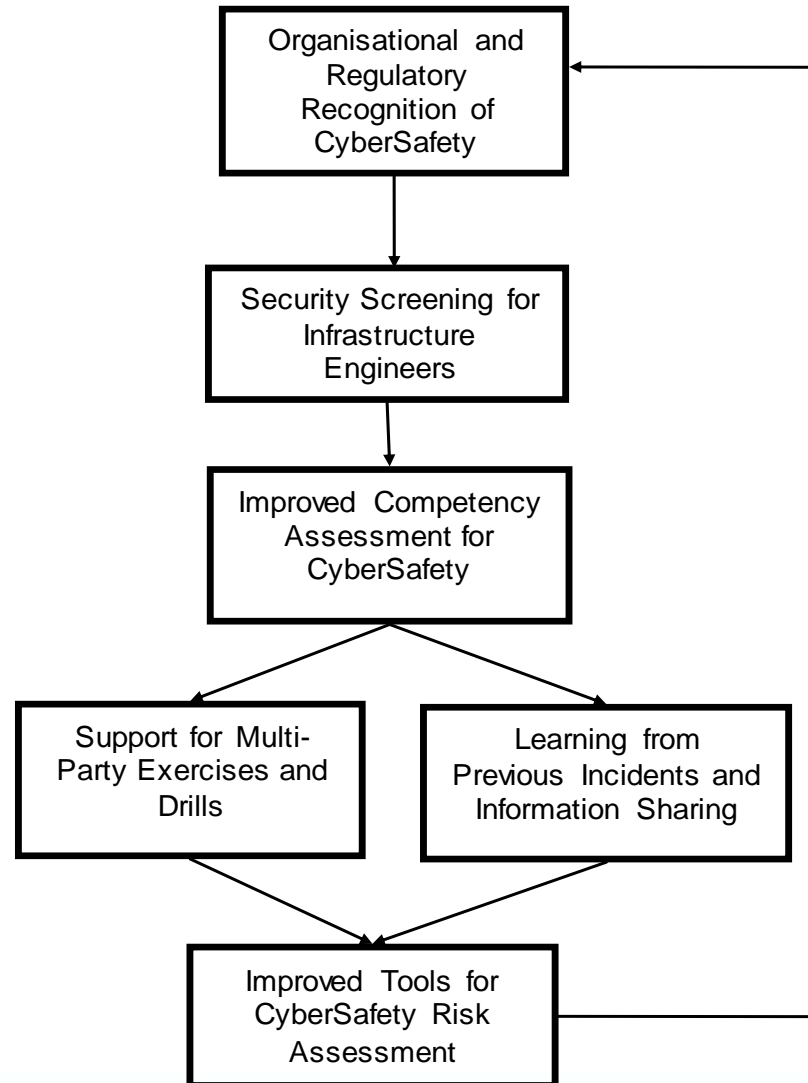 Organisational and
Regulatory
Recognition of
CyberSafety
Security Screening for
Infrastructure
Engineers
Improved Competency
Assessment for
CyberSafety
Support for Multi-
Party Exercises and
Drills
Learning from
Previous Incidents and
Information Sharing
Improved Tools for
CyberSafety Risk
Assessment